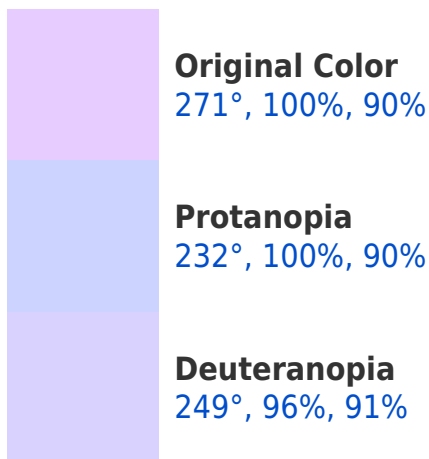 Original Color
271°, 100%, 90%
Protanopia
232°, 100%, 90%
Deuteranopia
249°, 96%, 91%